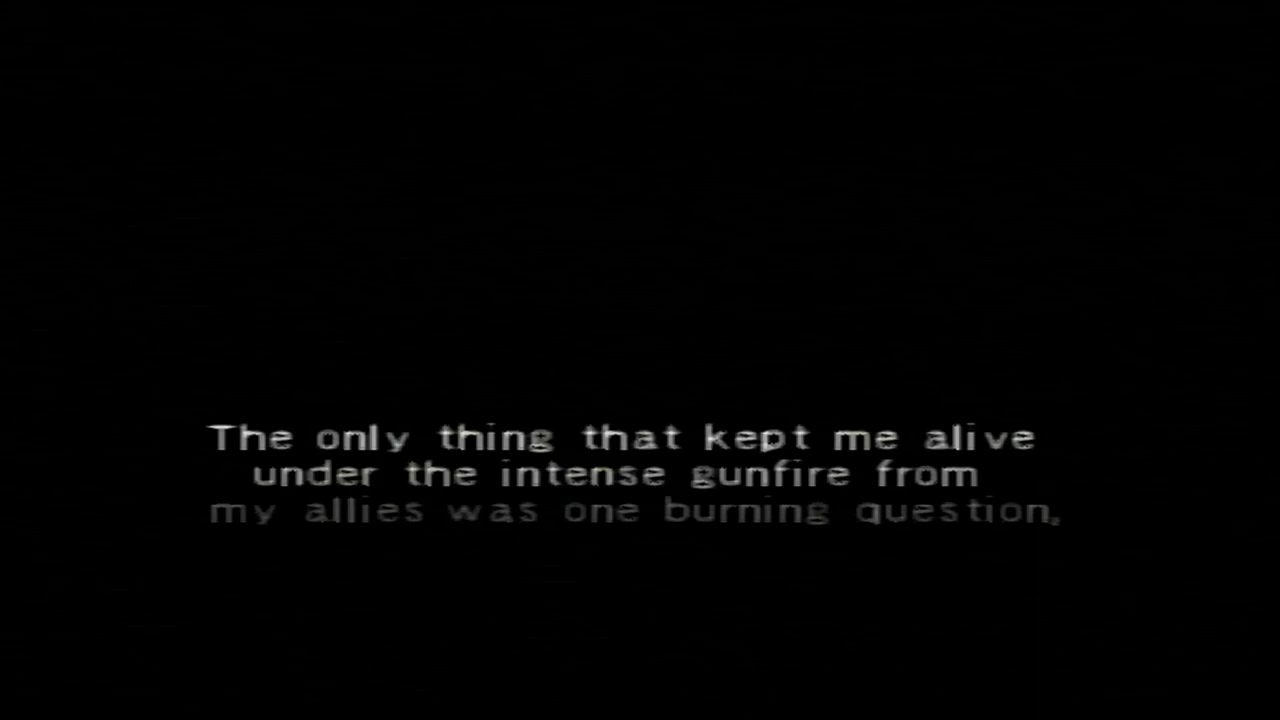 The only thing that kept me alive
under the intense gunfire from
my allies was one burning question,